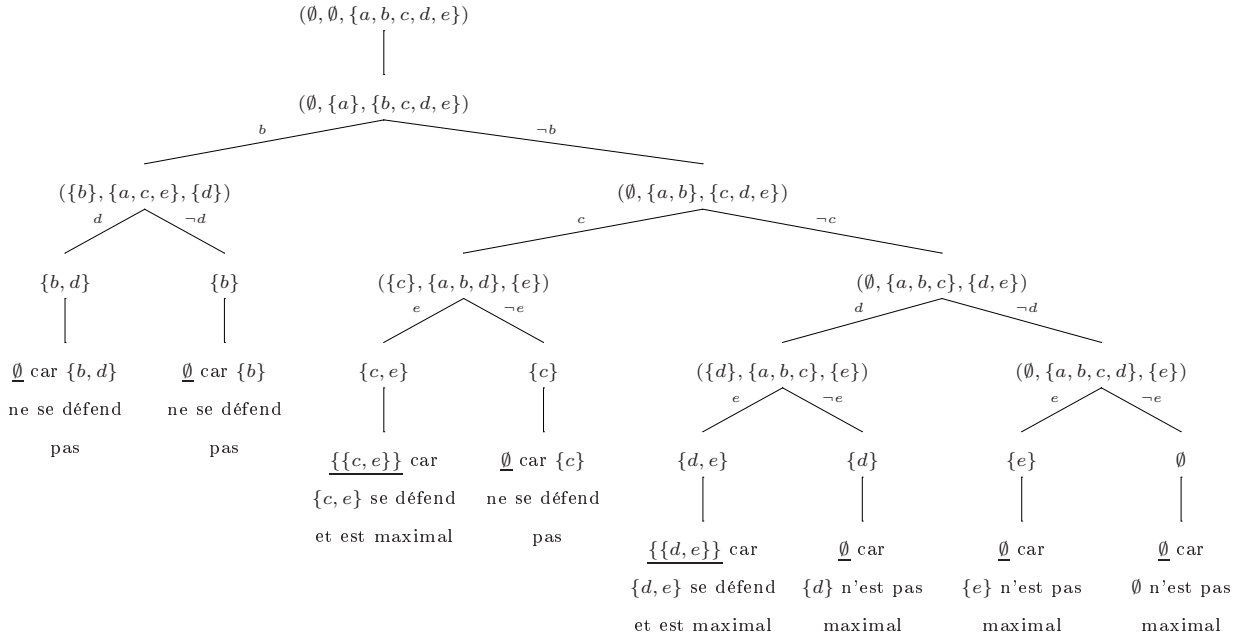 (∅, ∅, {a, b, c, d, e})
(∅, {a}, {b, c, d, e})
b ¬b
({b}, {a, c, e}, {d}) (∅, {a, b}, {c, d, e})
d ¬d c ¬c
{b, d} {b} ({c}, {a, b, d}, {e}) (∅, {a, b, c}, {d, e})
e ¬e d ¬d
∅ car {b, d} ∅ car {b} {c, e} {c} ({d}, {a, b, c}, {e}) (∅, {a, b, c, d}, {e})
ne se défend ne se défend e ¬e e ¬e
pas pas
{{c, e}} car ∅ car {c} {d, e} {d} {e} ∅
{c, e} se défend ne se défend
et est maximal pas
{{d, e}} car ∅ car ∅ car ∅ car
{d, e} se défend {d} n'est pas {e} n'est pas ∅ n'est pas
et est maximal maximal maximal maximal